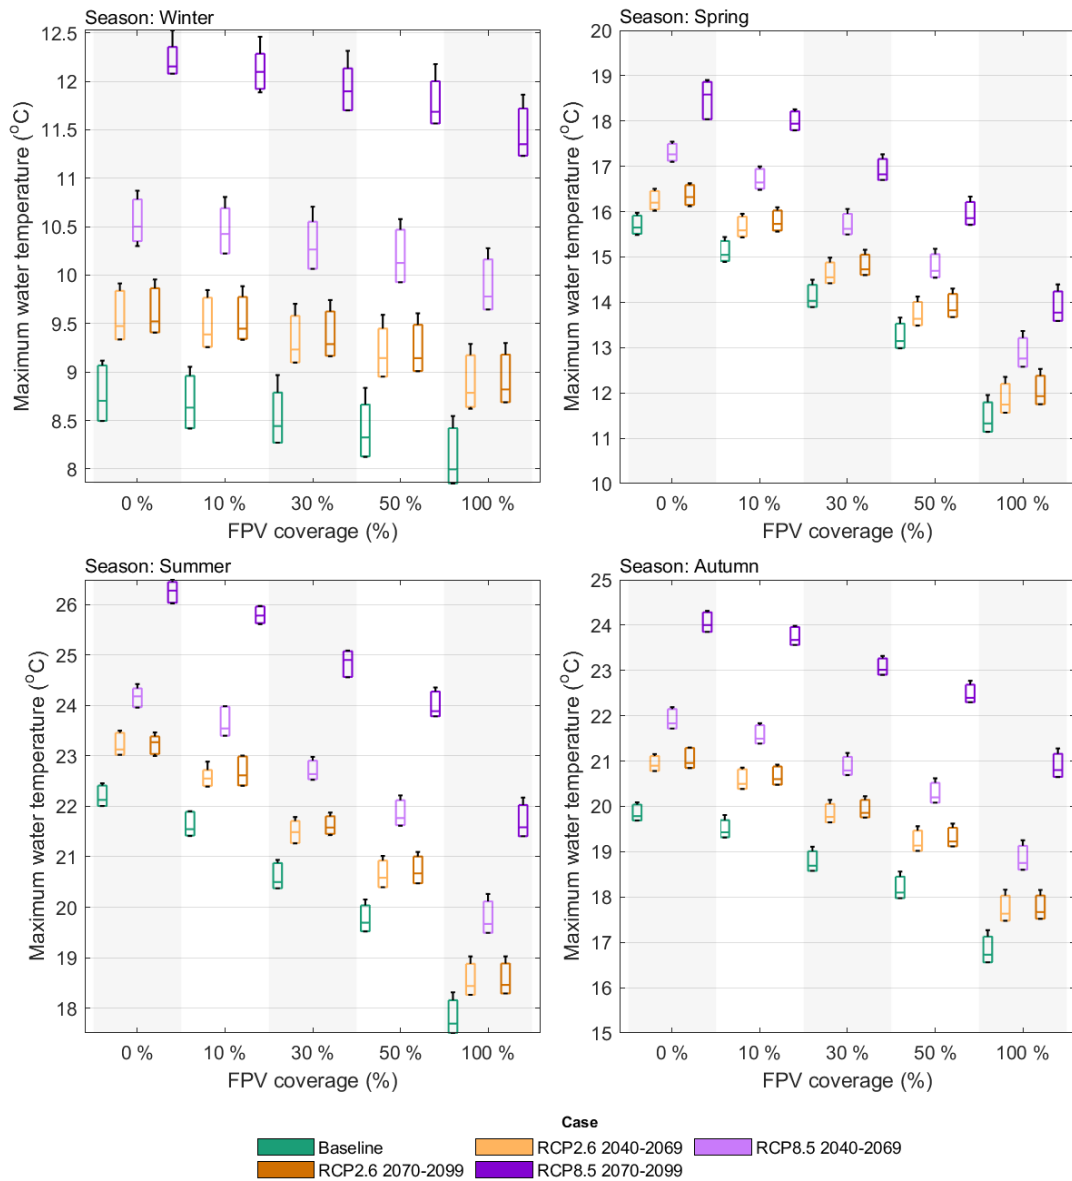 Season: Winter
Maximum water temperature (°C)
12.5
12
11.5
11
10.5
10
9.5
9
8.5
8
0 % 10 % 30 % 50 % 100 %
FPV coverage (%)
Season: Spring
Maximum water temperature (°C)
20
19
18
17
16
15
14
13
12
11
10
0 % 10 % 30 % 50 % 100 %
FPV coverage (%)
Season: Summer
Maximum water temperature (°C)
26
25
24
23
22
21
20
19
18
0 % 10 % 30 % 50 % 100 %
FPV coverage (%)
Season: Autumn
Maximum water temperature (°C)
25
24
23
22
21
20
19
18
17
16
15
0 % 10 % 30 % 50 % 100 %
FPV coverage (%)
Case
Baseline RCP2.6 2040-2069 RCP8.5 2040-2069
RCP2.6 2070-2099 RCP8.5 2070-2099